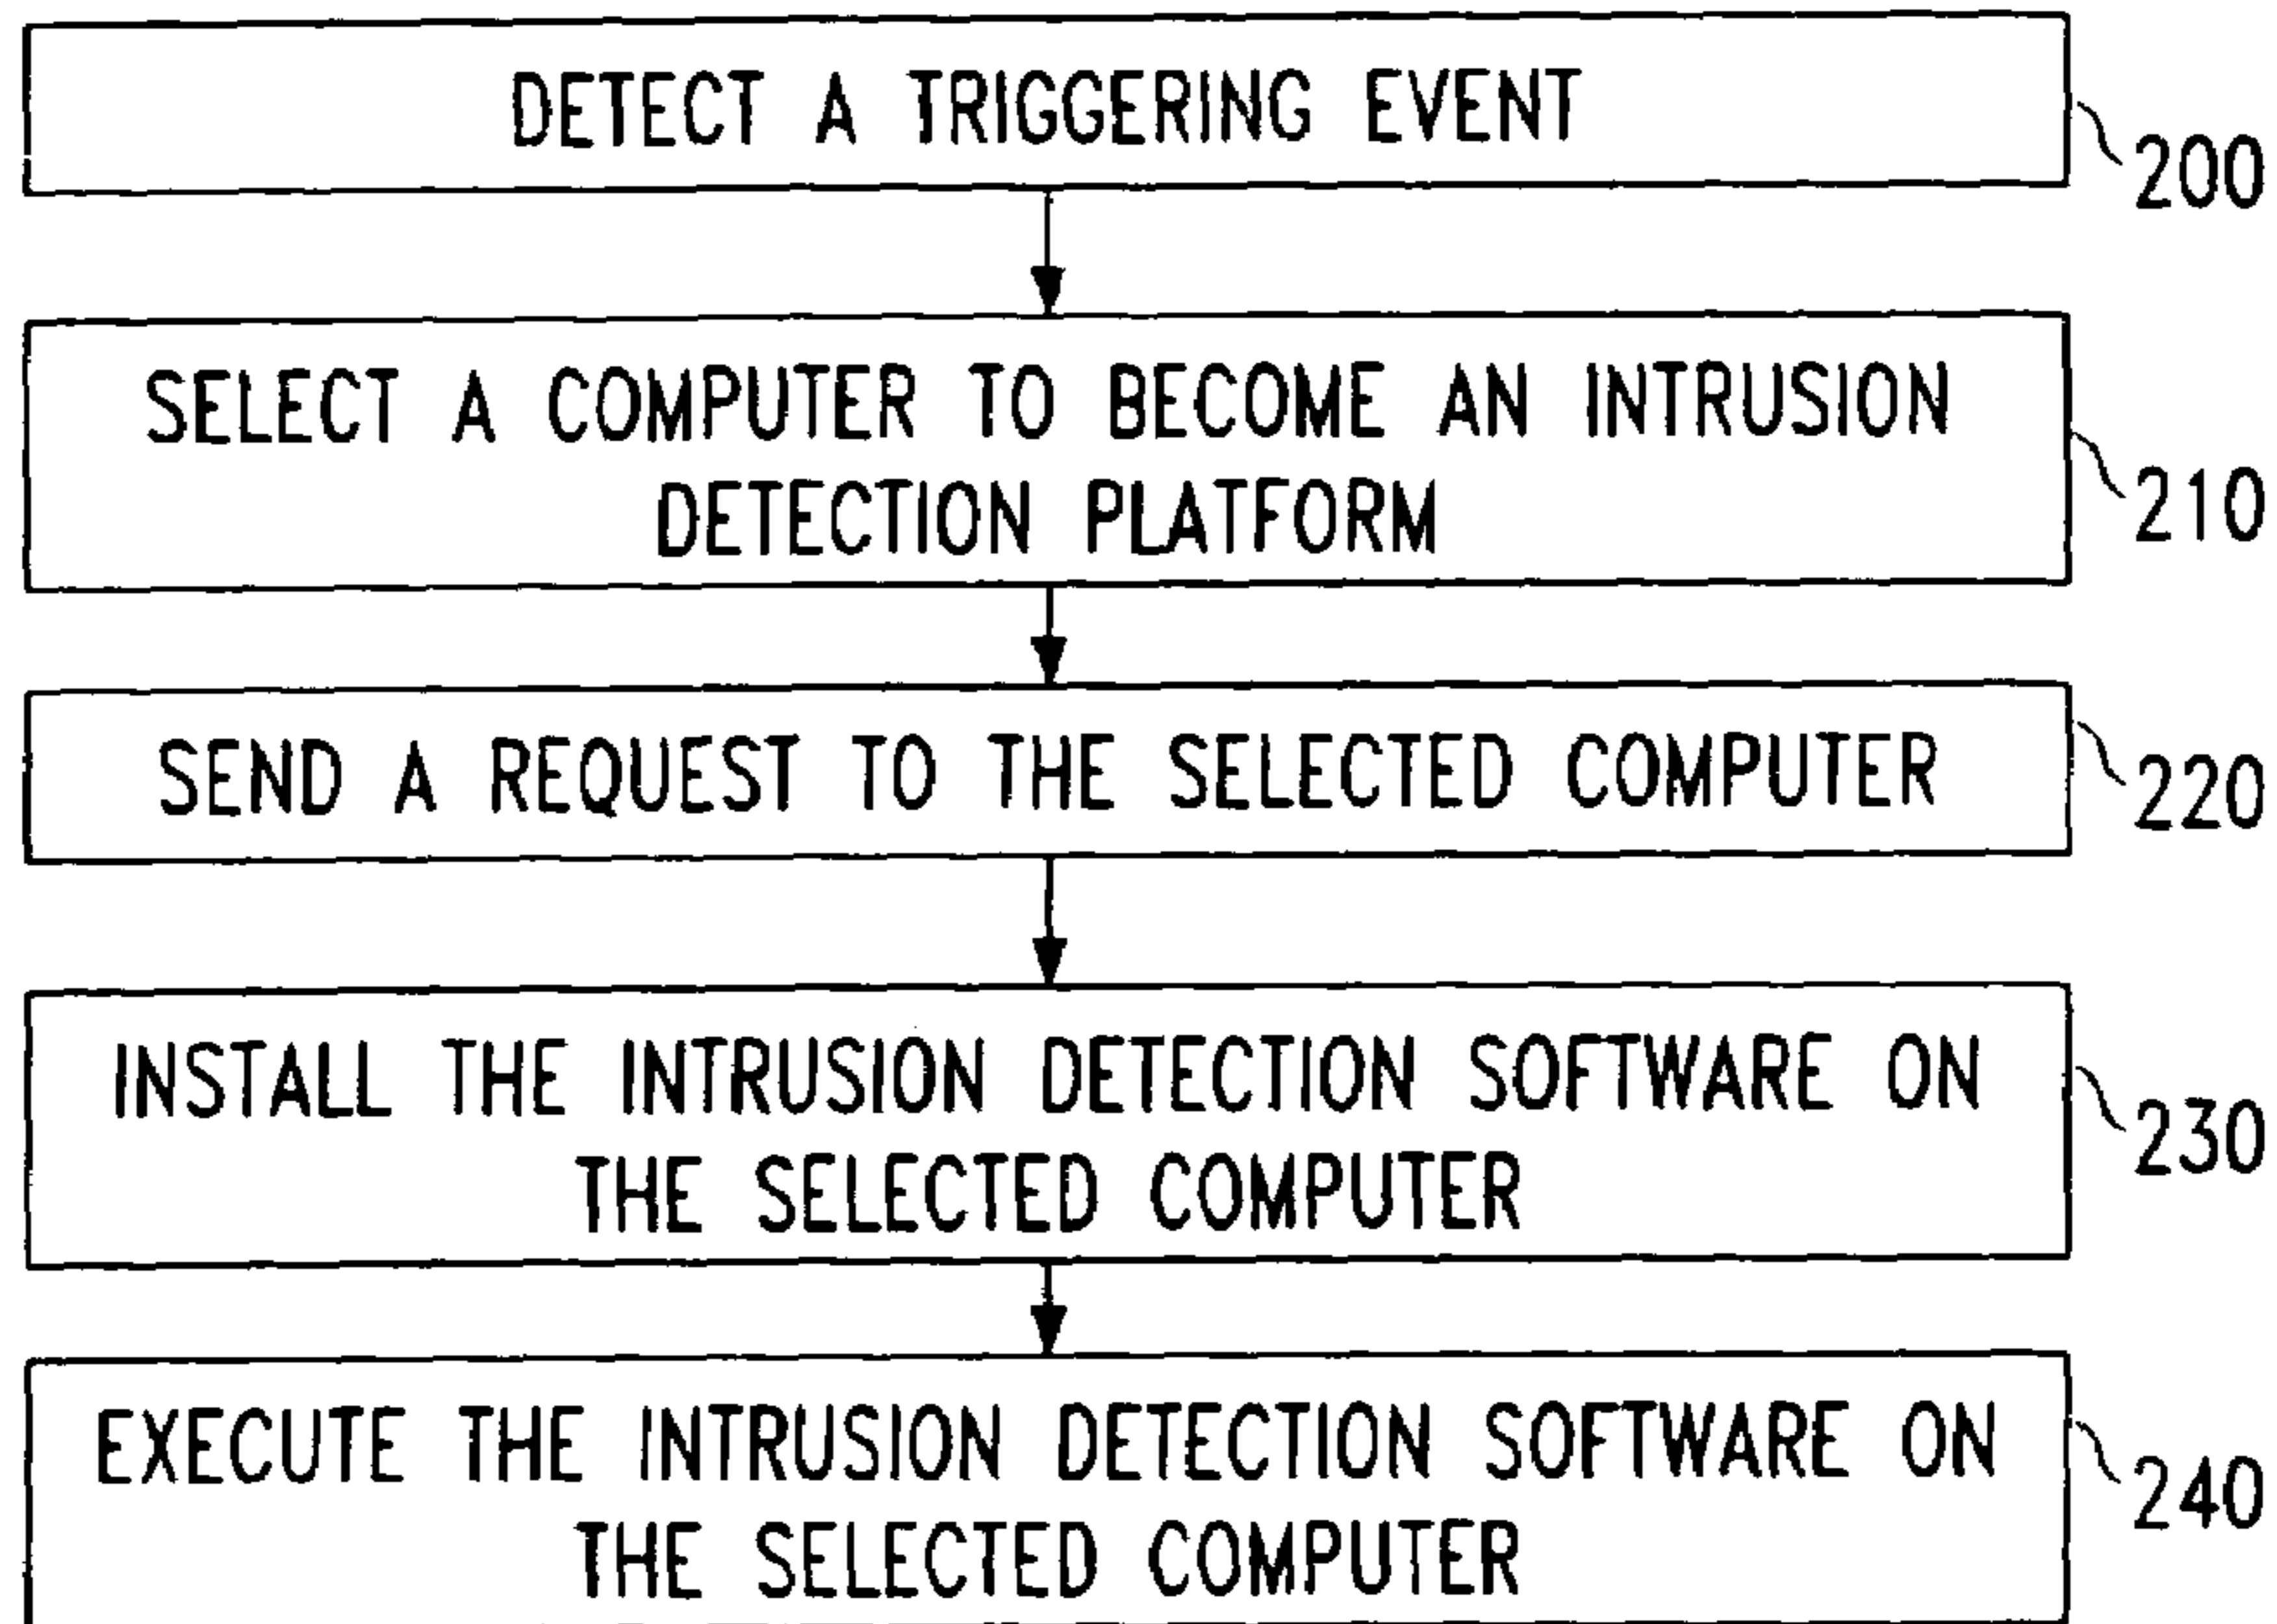 DETECT A TRIGGERING EVENT
200
SELECT A COMPUTER TO BECOME AN INTRUSION
DETECTION PLATFORM
210
SEND A REQUEST TO THE SELECTED COMPUTER
220
INSTALL THE INTRUSION DETECTION SOFTWARE ON
THE SELECTED COMPUTER
230
EXECUTE THE INTRUSION DETECTION SOFTWARE ON
THE SELECTED COMPUTER
240